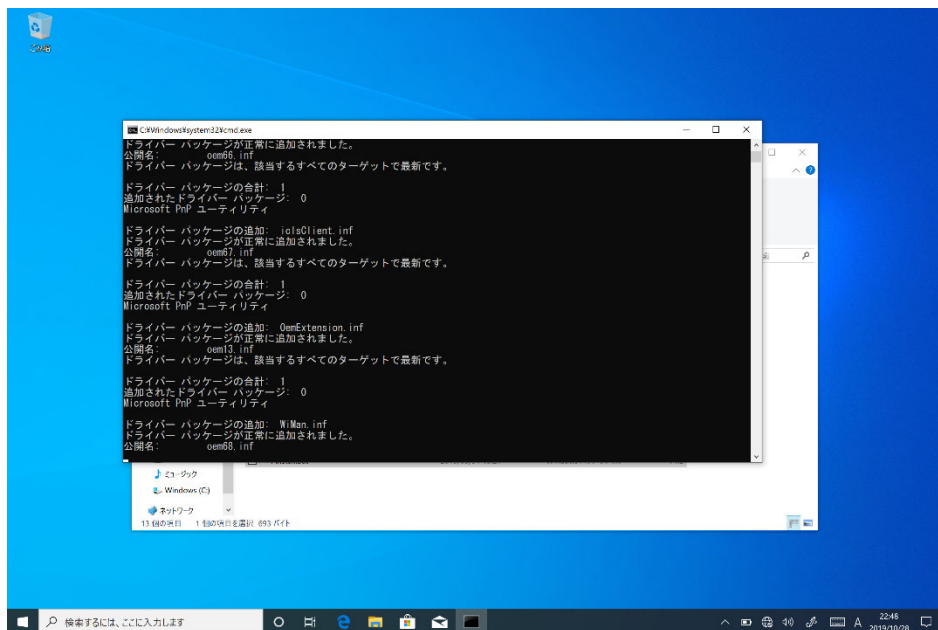 ごみ箱
C:¥Windows¥system32¥cmd.exe
ドライバー パッケージが正常に追加されました。
公開名: oem66.inf
ドライバー パッケージは、該当するすべてのターゲットで最新です。
ドライバー パッケージの合計: 1
追加されたドライバー パッケージ: 0
Microsoft PnP ユーティリティ
ドライバー パッケージの追加: iclsClient.inf
ドライバー パッケージが正常に追加されました。
公開名: oem67.inf
ドライバー パッケージは、該当するすべてのターゲットで最新です。
ドライバー パッケージの合計: 1
追加されたドライバー パッケージ: 0
Microsoft PnP ユーティリティ
ドライバー パッケージの追加: OemExtension.inf
ドライバー パッケージが正常に追加されました。
公開名: oem13.inf
ドライバー パッケージは、該当するすべてのターゲットで最新です。
ドライバー パッケージの合計: 1
追加されたドライバー パッケージ: 0
Microsoft PnP ユーティリティ
ドライバー パッケージの追加: WiMan.inf
ドライバー パッケージが正常に追加されました。
公開名: oem68.inf
ミュージック
Windows (C:)
ネットワーク
13 個の項目 1 個の項目を選択 693 バイト
検索するには、ここに入力します
A
22:48
2019/10/28